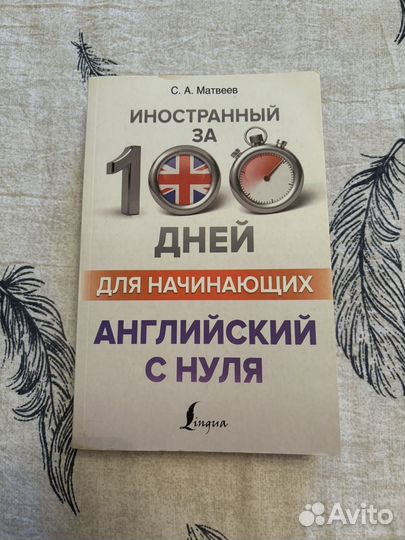 С. А. Матвеев
ИНОСТРАННЫЙ
ЗА
100
ДНЕЙ
ДЛЯ НАЧИНАЮЩИХ
АНГЛИЙСКИЙ
С НУЛЯ
Lingua
Avito